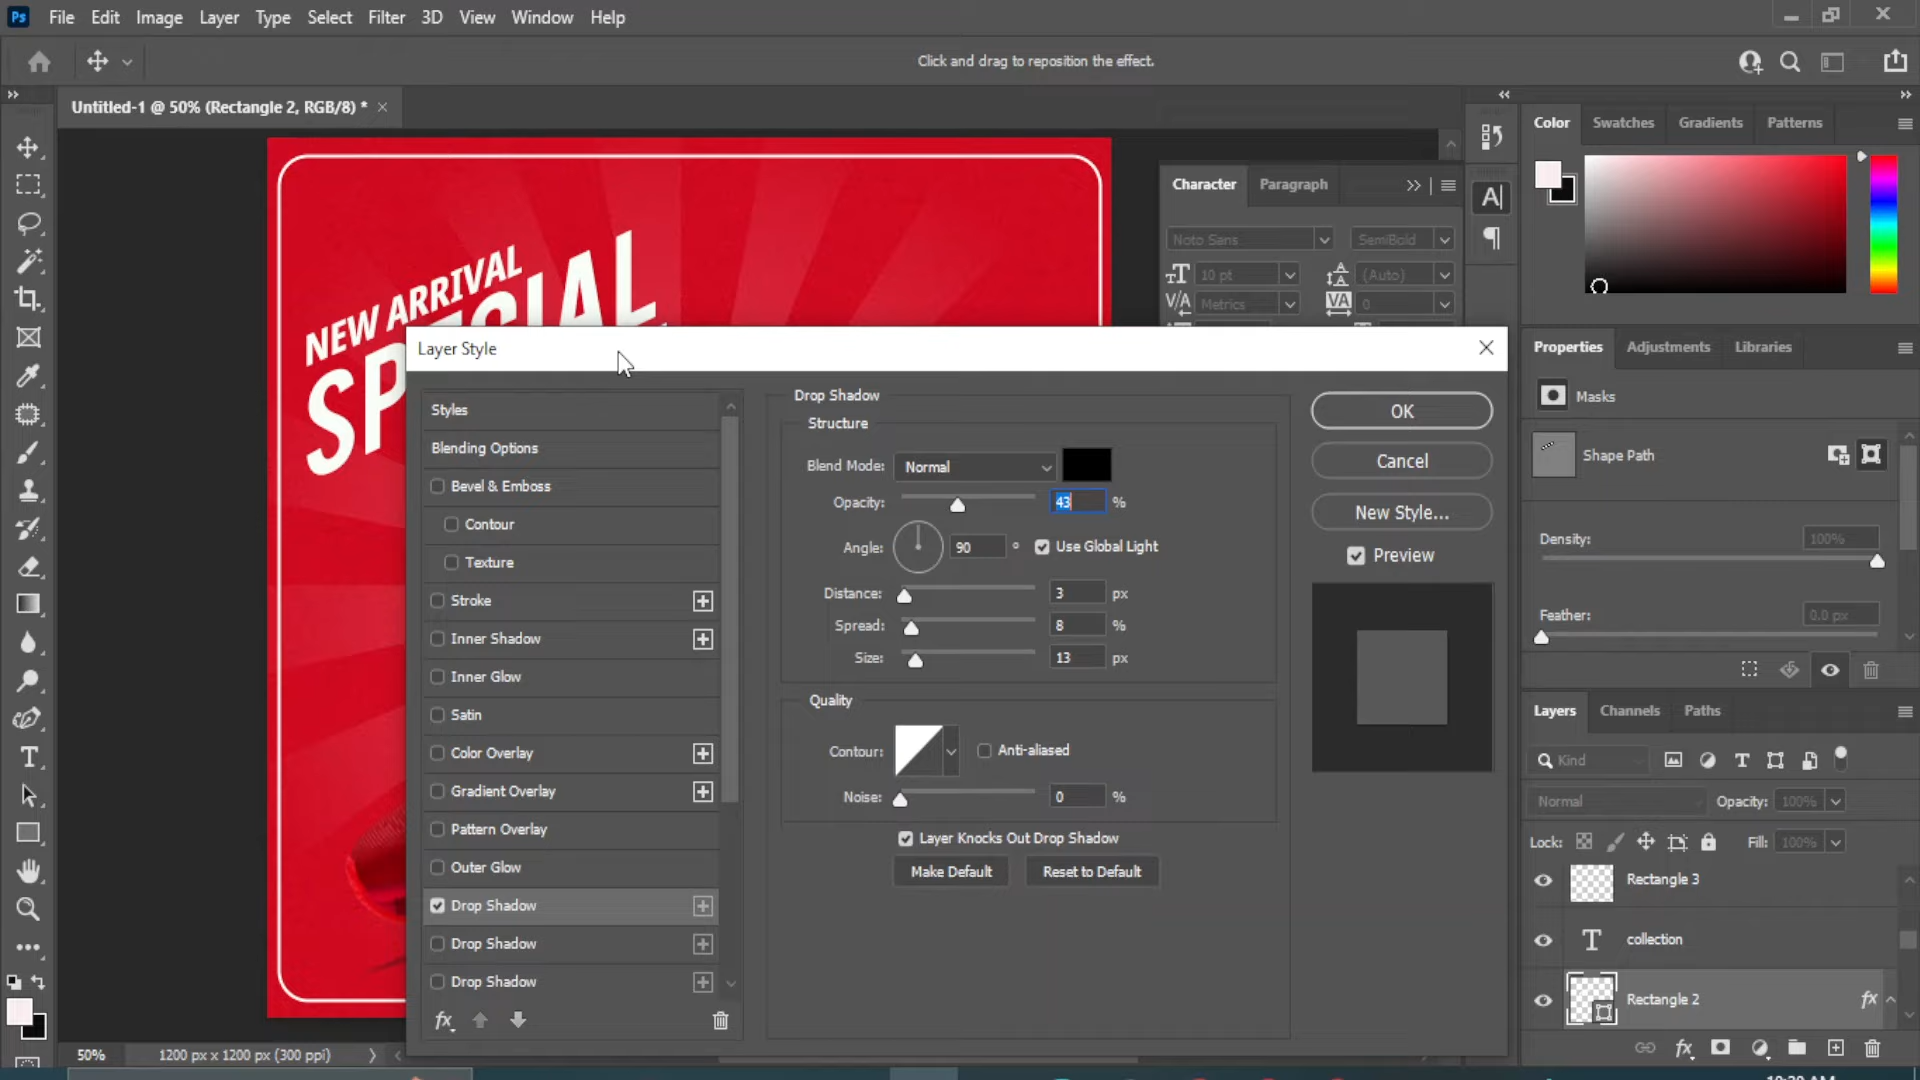 Ps File Edit Image Layer Type Select Filter 3D View Window Help
Click and drag to reposition the effect.
Untitled-1 @ 50% (Rectangle 2, RGB/8) *
NEW ARRIVAL
SPECIAL
Layer Style
Styles
Blending Options
Bevel & Emboss
Contour
Texture
Stroke
Inner Shadow
Inner Glow
Satin
Color Overlay
Gradient Overlay
Pattern Overlay
Outer Glow
Drop Shadow
Drop Shadow
Drop Shadow
fx
Drop Shadow
Structure
Blend Mode: Normal
Opacity: 43 %
Angle: 90 ° Use Global Light
Distance: 3 px
Spread: 8 %
Size: 13 px
Quality
Contour: Anti-aliased
Noise: 0 %
Layer Knocks Out Drop Shadow
Make Default Reset to Default
OK
Cancel
New Style...
Preview
Character Paragraph
Noto Sans SemiBold
10 pt (Auto)
Metrics 0
Color Swatches Gradients Patterns
Properties Adjustments Libraries
Masks
Shape Path
Density: 100%
Feather: 0.0 px
Layers Channels Paths
Kind
Normal Opacity: 100%
Lock: Fill: 100%
Rectangle 3
collection
Rectangle 2 fx
fx
50% 1200 px x 1200 px (300 ppi)